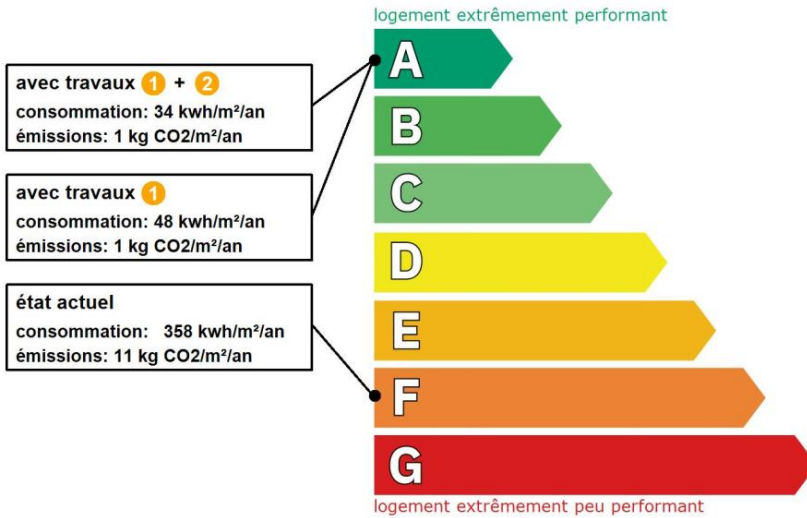 logement extrêmement performant
avec travaux 1 + 2
consommation: 34 kwh/m²/an
émissions: 1 kg CO2/m²/an
avec travaux 1
consommation: 48 kwh/m²/an
émissions: 1 kg CO2/m²/an
état actuel
consommation: 358 kwh/m²/an
émissions: 11 kg CO2/m²/an
A
B
C
D
E
F
G
logement extrêmement peu performant